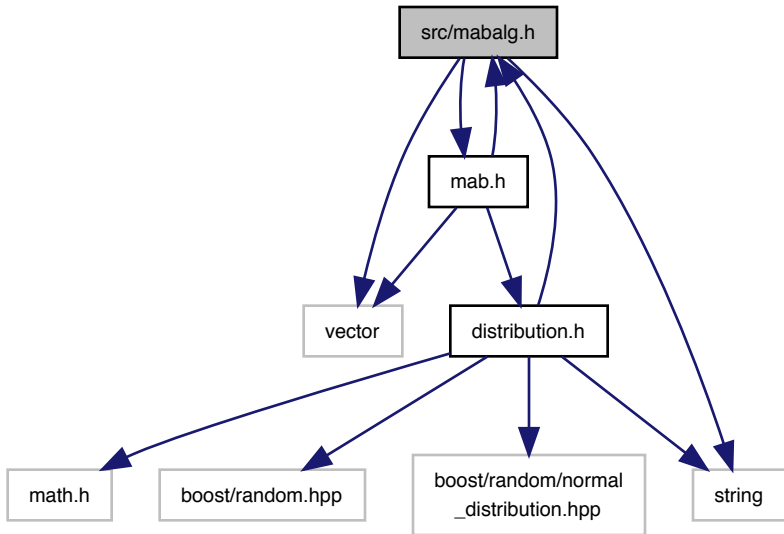 src/mabalg.h
mab.h
vector
distribution.h
math.h
boost/random.hpp
boost/random/normal
_distribution.hpp
string